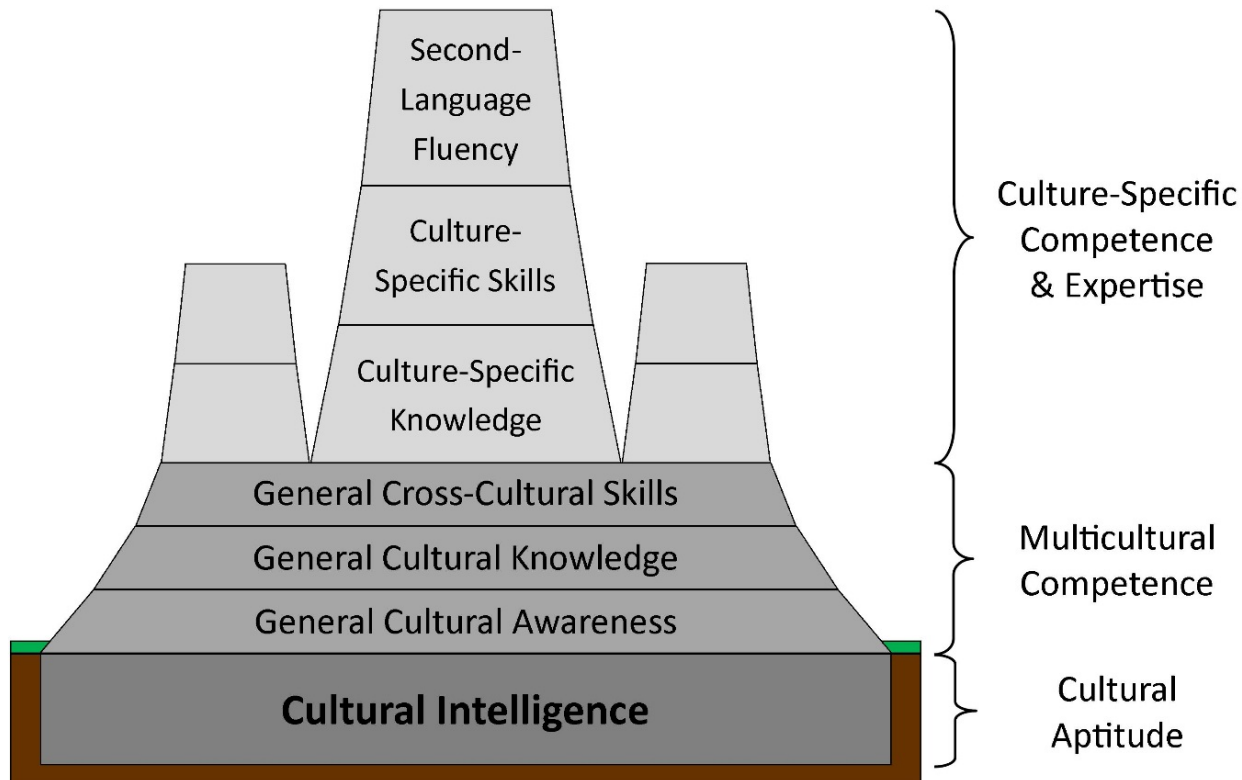 Second-
Language
Fluency
Culture-
Specific Skills
Culture-Specific
Knowledge
General Cross-Cultural Skills
General Cultural Knowledge
General Cultural Awareness
Cultural Intelligence
Culture-Specific
Competence
& Expertise
Multicultural
Competence
Cultural
Aptitude